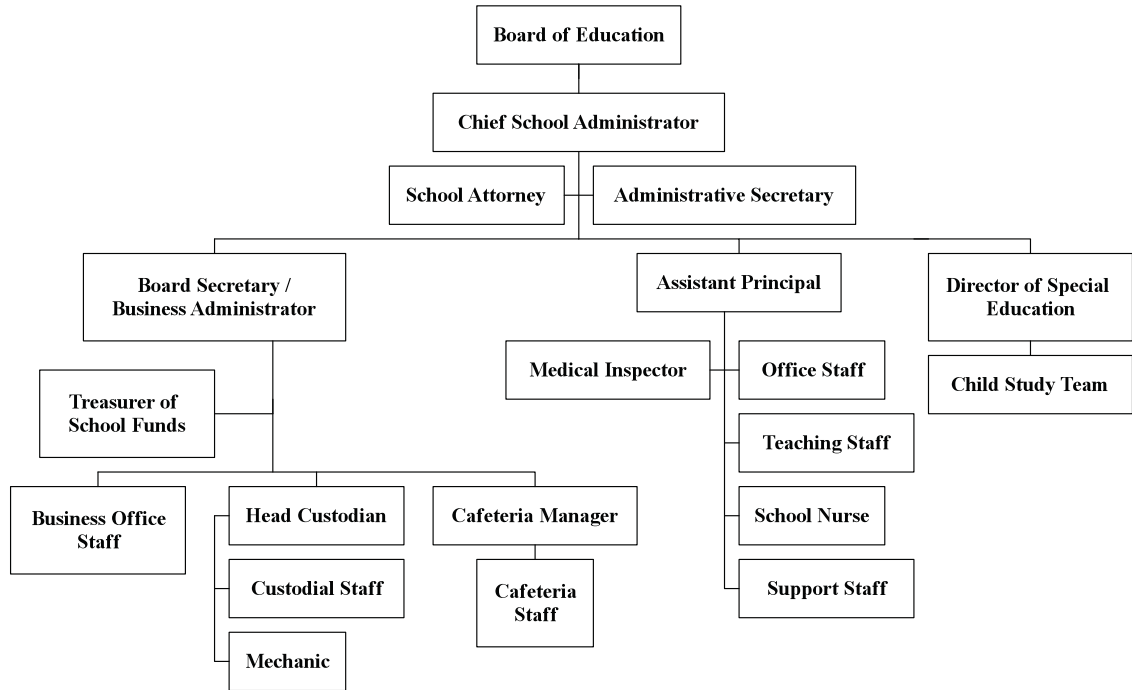 Board of Education
Chief School Administrator
School Attorney
Administrative Secretary
Board Secretary /
Business Administrator
Assistant Principal
Director of Special
Education
Medical Inspector
Office Staff
Child Study Team
Treasurer of
School Funds
Teaching Staff
Business Office
Staff
Head Custodian
Cafeteria Manager
School Nurse
Custodial Staff
Cafeteria
Staff
Support Staff
Mechanic